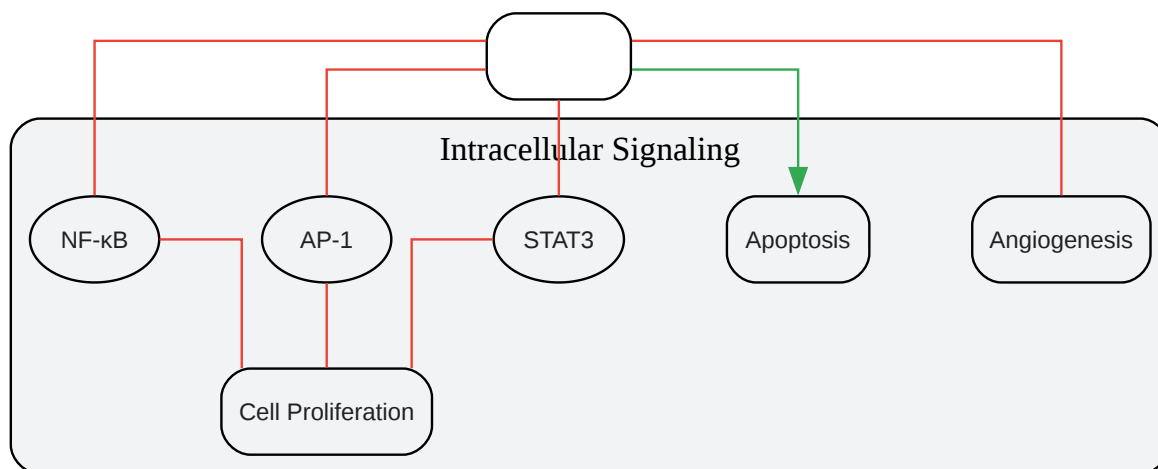 Intracellular Signaling
NF-κB
AP-1
STAT3
Apoptosis
Angiogenesis
Cell Proliferation